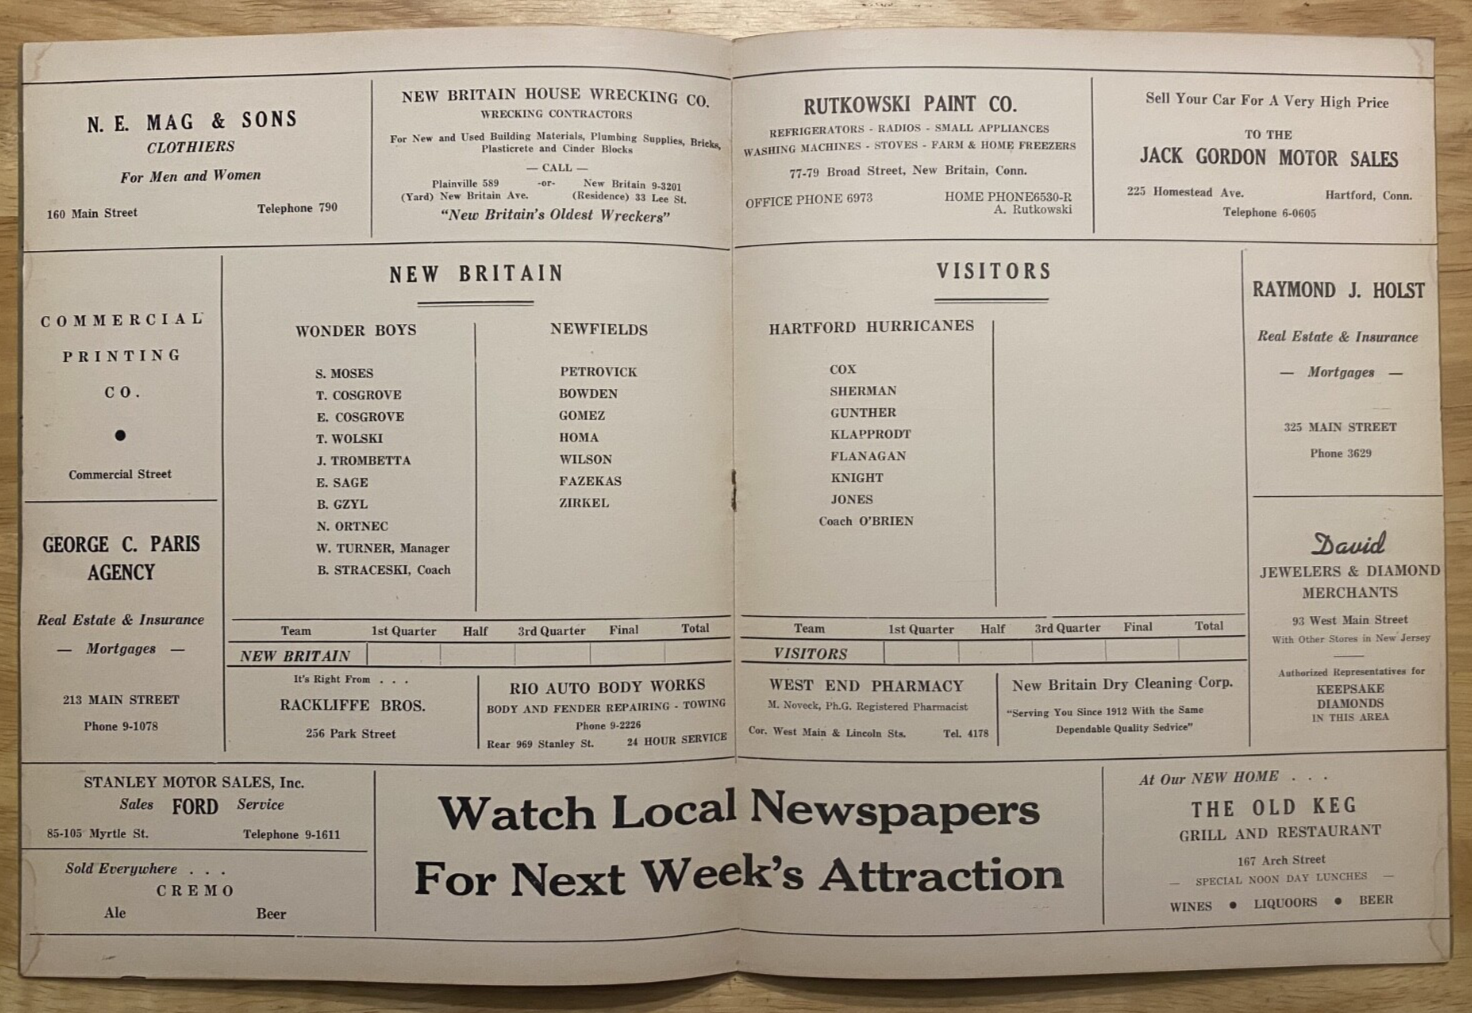 N. E. MAG & SONS
CLOTHIERS
For Men and Women
160 Main Street Telephone 790
NEW BRITAIN HOUSE WRECKING CO.
WRECKING CONTRACTORS
For New and Used Building Materials, Plumbing Supplies, Bricks,
Plasticrete and Cinder Blocks
— CALL —
Plainville 589 -or- New Britain 9-3201
(Yard) New Britain Ave. (Residence) 33 Lee St.
"New Britain's Oldest Wreckers"
RUTKOWSKI PAINT CO.
REFRIGERATORS - RADIOS - SMALL APPLIANCES
WASHING MACHINES - STOVES - FARM & HOME FREEZERS
77-79 Broad Street, New Britain, Conn.
OFFICE PHONE 6973 HOME PHONE6530-R
A. Rutkowski
Sell Your Car For A Very High Price
TO THE
JACK GORDON MOTOR SALES
225 Homestead Ave. Hartford, Conn.
Telephone 6-0605
COMMERCIAL
PRINTING
CO.
●
Commercial Street
GEORGE C. PARIS
AGENCY
Real Estate & Insurance
— Mortgages —
213 MAIN STREET
Phone 9-1078
NEW BRITAIN
WONDER BOYS
S. MOSES
T. COSGROVE
E. COSGROVE
T. WOLSKI
J. TROMBETTA
E. SAGE
B. GZYL
N. ORTNEC
W. TURNER, Manager
B. STRACESKI, Coach
NEWFIELDS
PETROVICK
BOWDEN
GOMEZ
HOMA
WILSON
FAZEKAS
ZIRKEL
Team 1st Quarter Half 3rd Quarter Final Total
NEW BRITAIN
It's Right From . . .
RACKLIFFE BROS.
256 Park Street
RIO AUTO BODY WORKS
BODY AND FENDER REPAIRING - TOWING
Phone 9-2226
Rear 969 Stanley St. 24 HOUR SERVICE
VISITORS
HARTFORD HURRICANES
COX
SHERMAN
GUNTHER
KLAPPRODT
FLANAGAN
KNIGHT
JONES
Coach O'BRIEN
Team 1st Quarter Half 3rd Quarter Final Total
VISITORS
WEST END PHARMACY
M. Noveck, Ph.G. Registered Pharmacist
Cor. West Main & Lincoln Sts. Tel. 4178
New Britain Dry Cleaning Corp.
"Serving You Since 1912 With the Same
Dependable Quality Sedvice"
RAYMOND J. HOLST
Real Estate & Insurance
— Mortgages —
325 MAIN STREET
Phone 3629
David
JEWELERS & DIAMOND
MERCHANTS
93 West Main Street
With Other Stores in New Jersey
Authorized Representatives for
KEEPSAKE
DIAMONDS
IN THIS AREA
STANLEY MOTOR SALES, Inc.
Sales FORD Service
85-105 Myrtle St. Telephone 9-1611
Sold Everywhere . . .
CREMO
Ale Beer
Watch Local Newspapers
For Next Week's Attraction
At Our NEW HOME . . .
THE OLD KEG
GRILL AND RESTAURANT
167 Arch Street
— SPECIAL NOON DAY LUNCHES —
WINES ● LIQUOORS ● BEER